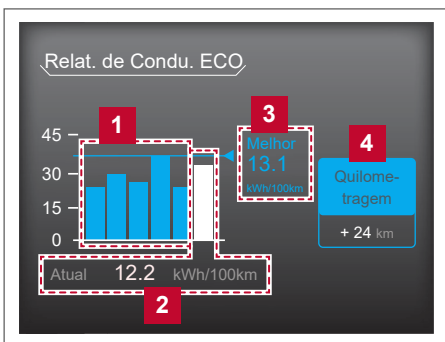 Relat. de Condu. ECO
1
3
4
45
30
15
0
Melhor
13.1
kWh/100km
Quilome-
tragem
+ 24 km
Atual 12.2 kWh/100km
2